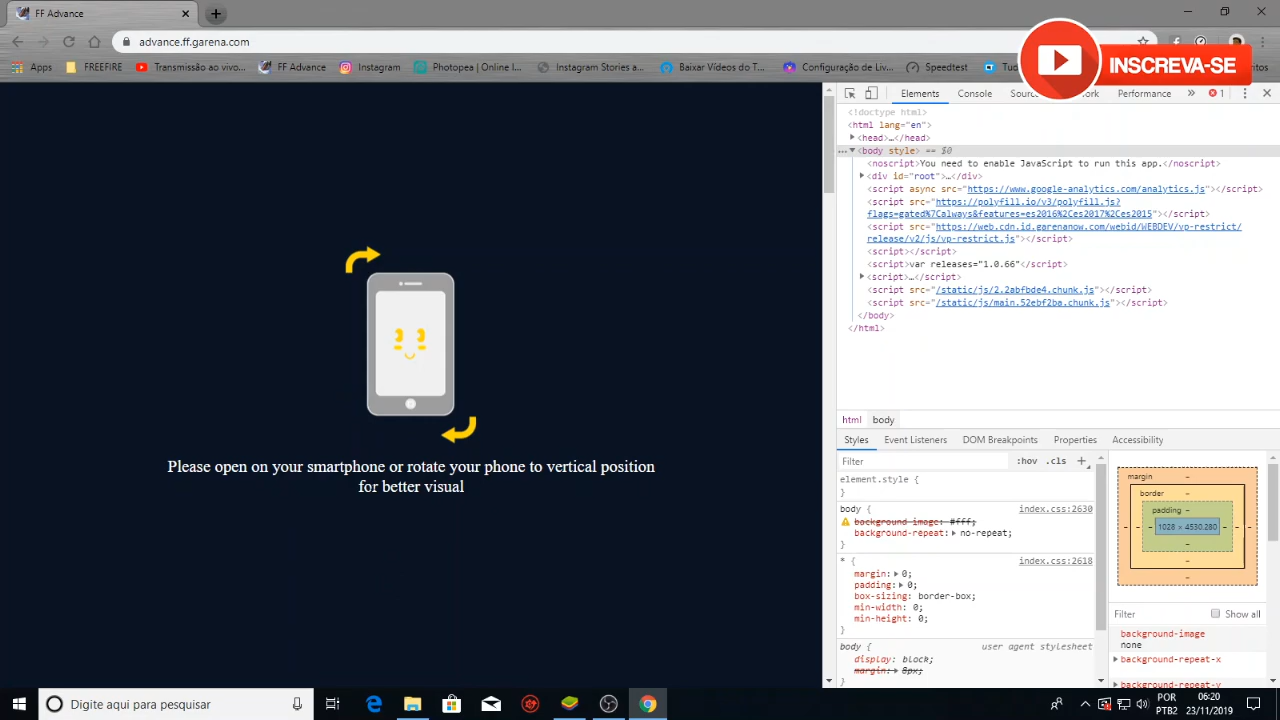 FF Advance
advance.ff.garena.com
Apps
FREEFIRE
Transmissão ao vivo...
FF Advance
Instagram
Photopea | Online I...
Instagram Stories a...
Baixar Vídeos do T...
Configuração de Liv...
Speedtest
INSCREVA-SE
Elements
Console
Performance
1
<!doctype html>
<html lang="en">
<head>…</head>
<body style> == $0
<noscript>You need to enable JavaScript to run this app.</noscript>
<div id="root">…</div>
<script async src="https://www.google-analytics.com/analytics.js"></script>
<script src="https://polyfill.io/v3/polyfill.js?
flags=gated%7Calways&features=es2016%2Ces2017%2Ces2015"></script>
<script src="https://web.cdn.id.garenanow.com/webid/WEBDEV/vp-restrict/
release/v2/js/vp-restrict.js"></script>
<script></script>
<script>var releases="1.0.66"</script>
<script>…</script>
<script src="/static/js/2.2abfbde4.chunk.js"></script>
<script src="/static/js/main.52ebf2ba.chunk.js"></script>
</body>
</html>
Please open on your smartphone or rotate your phone to vertical position
for better visual
html body
Styles Event Listeners DOM Breakpoints Properties Accessibility
Filter :hov .cls +
element.style {
}
body { index.css:2630
background-image: #fff;
background-repeat: no-repeat;
}
* { index.css:2618
margin: 0;
padding: 0;
box-sizing: border-box;
min-width: 0;
min-height: 0;
}
body { user agent stylesheet
display: block;
margin: 8px;
}
margin -
border -
padding -
1028 × 4530.280
Filter Show all
background-image
none
background-repeat-x
background-repeat-y
Digite aqui para pesquisar
POR
PTB2
06:20
23/11/2019